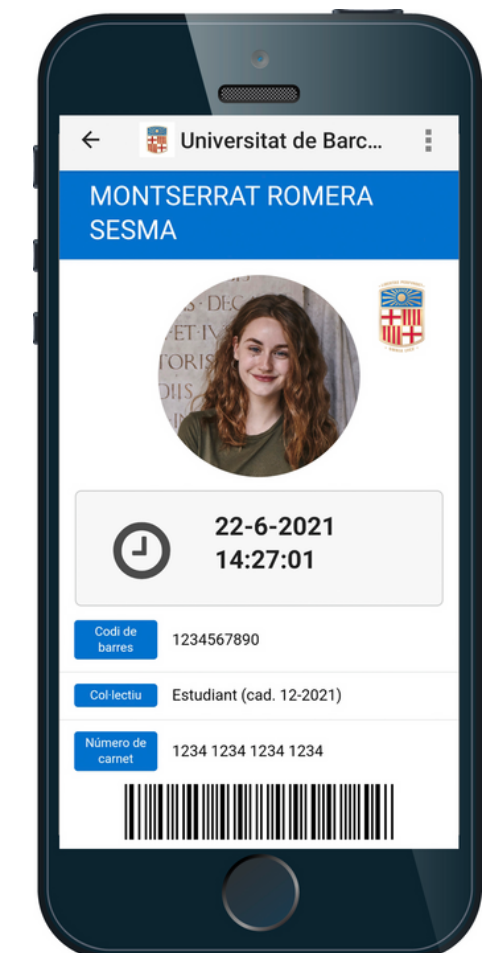 Universitat de Barc...
MONTSERRAT ROMERA
SESMA
22-6-2021
14:27:01
Codi de
barres
1234567890
Col·lectiu
Estudiant (cad. 12-2021)
Número de
carnet
1234 1234 1234 1234